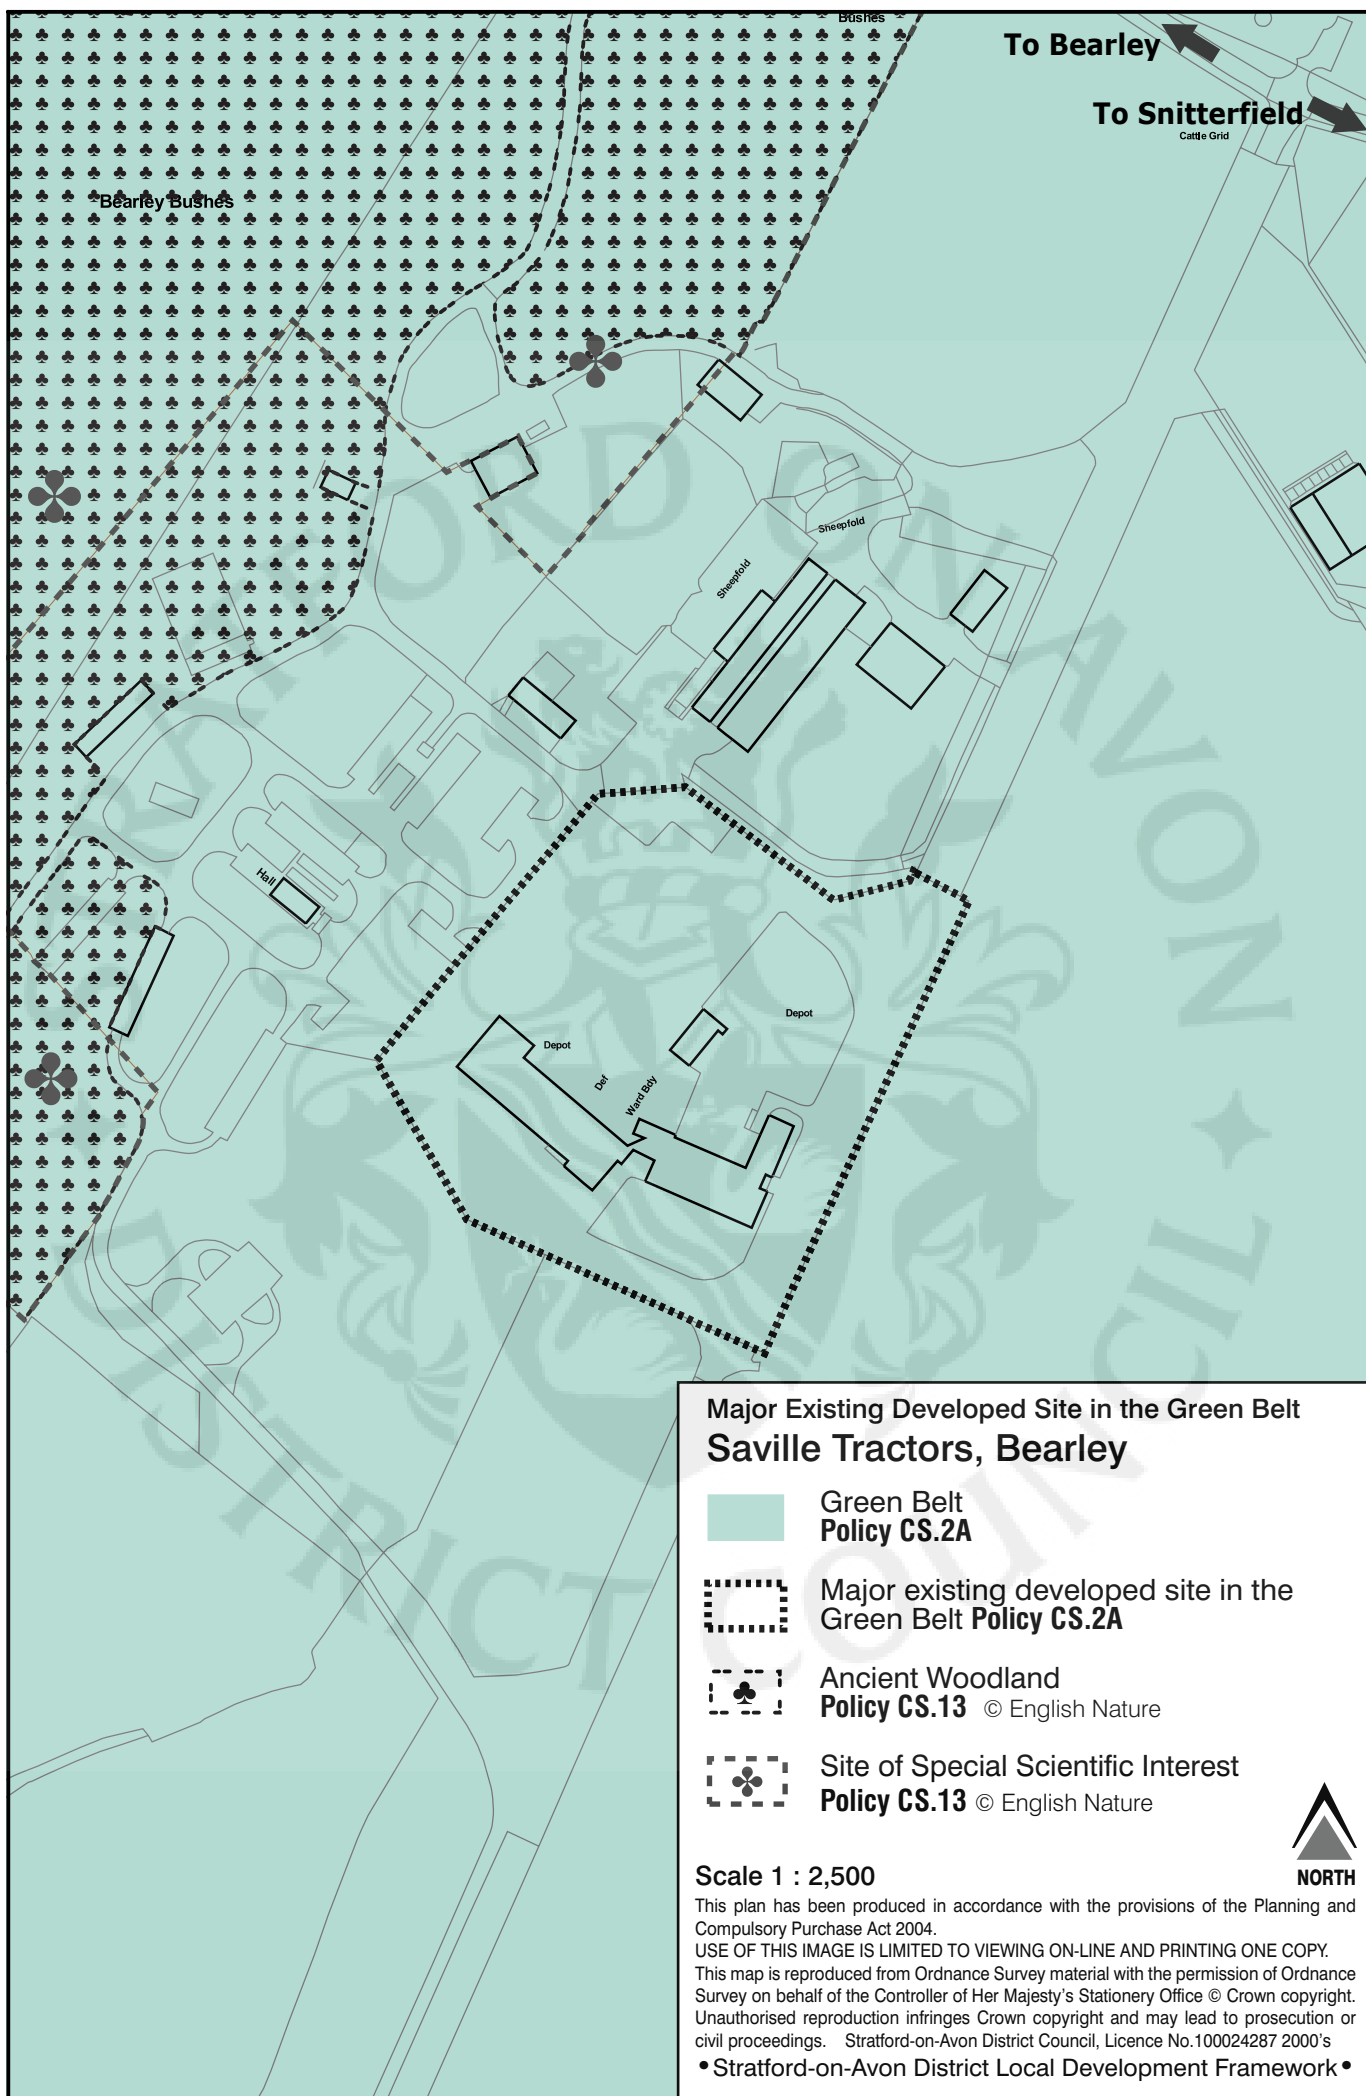 Bushes
To Bearley
To Snitterfield
Cattle Grid
Bearley Bushes
Sheepfold
Sheepfold
Hall
Depot
Depot
Def
Ward Bdy
STRATFORD ON AVON
DISTRICT COUNCIL
Major Existing Developed Site in the Green Belt
Saville Tractors, Bearley
Green Belt
Policy CS.2A
Major existing developed site in the
Green Belt Policy CS.2A
Ancient Woodland
Policy CS.13 © English Nature
Site of Special Scientific Interest
Policy CS.13 © English Nature
NORTH
Scale 1 : 2,500
This plan has been produced in accordance with the provisions of the Planning and
Compulsory Purchase Act 2004.
USE OF THIS IMAGE IS LIMITED TO VIEWING ON-LINE AND PRINTING ONE COPY.
This map is reproduced from Ordnance Survey material with the permission of Ordnance
Survey on behalf of the Controller of Her Majesty's Stationery Office © Crown copyright.
Unauthorised reproduction infringes Crown copyright and may lead to prosecution or
civil proceedings. Stratford-on-Avon District Council, Licence No.100024287 2000's
• Stratford-on-Avon District Local Development Framework •